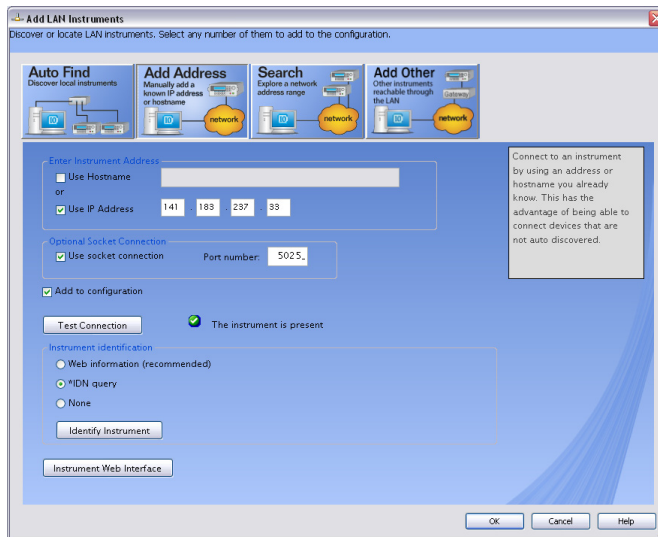 Add LAN Instruments
Discover or locate LAN instruments. Select any number of them to add to the configuration.
Auto Find
Discover local instruments
Add Address
Manually add a
known IP address
or hostname
network
Search
Explore a network
address range
network
Add Other
Other instruments
reachable through
the LAN
Gateway
network
Enter Instrument Address
Use Hostname
or
Use IP Address 141 . 183 . 237 . 33
Optional Socket Connection
Use socket connection Port number: 5025
Add to configuration
Test Connection The instrument is present
Instrument identification
Web information (recommended)
*IDN query
None
Identify Instrument
Instrument Web Interface
Connect to an instrument
by using an address or
hostname you already
know. This has the
advantage of being able to
connect devices that are
not auto discovered.
OK Cancel Help